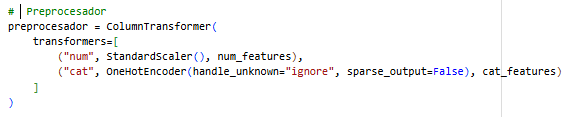 # Preprocesador
preprocesador = ColumnTransformer(
    transformers=[
        ("num", StandardScaler(), num_features),
        ("cat", OneHotEncoder(handle_unknown="ignore", sparse_output=False), cat_features)
    ]
)